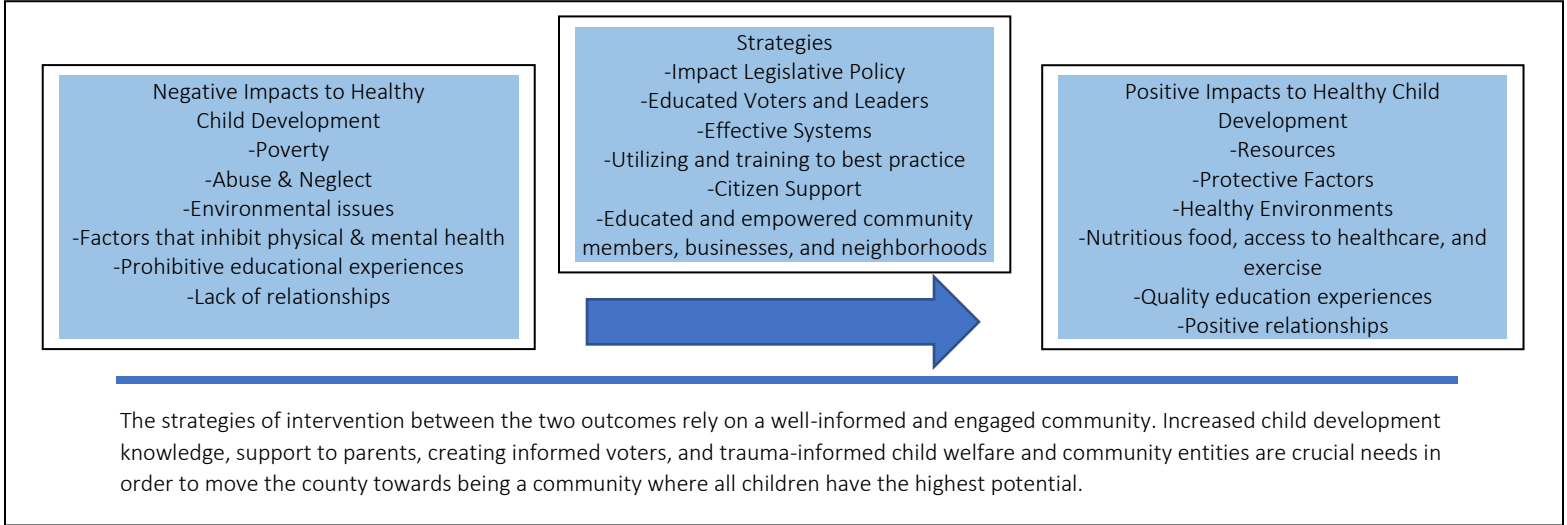 Negative Impacts to Healthy
Child Development
-Poverty
-Abuse & Neglect
-Environmental issues
-Factors that inhibit physical & mental health
-Prohibitive educational experiences
-Lack of relationships
Strategies
-Impact Legislative Policy
-Educated Voters and Leaders
-Effective Systems
-Utilizing and training to best practice
-Citizen Support
-Educated and empowered community
members, businesses, and neighborhoods
Positive Impacts to Healthy Child
Development
-Resources
-Protective Factors
-Healthy Environments
-Nutritious food, access to healthcare, and
exercise
-Quality education experiences
-Positive relationships
The strategies of intervention between the two outcomes rely on a well-informed and engaged community. Increased child development
knowledge, support to parents, creating informed voters, and trauma-informed child welfare and community entities are crucial needs in
order to move the county towards being a community where all children have the highest potential.